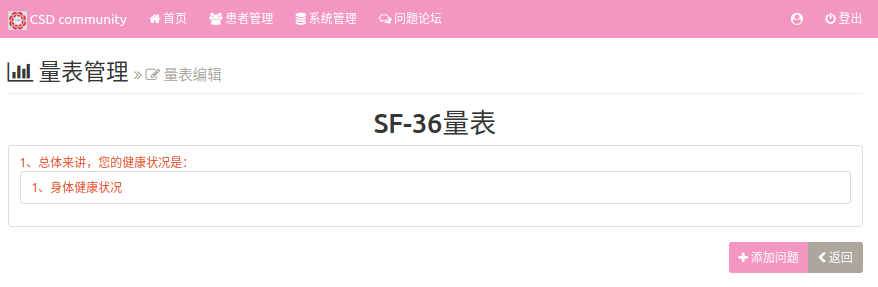 CSD community 首页 患者管理 系统管理 问题论坛 登出
量表管理 » 量表编辑
SF-36量表
1、总体来讲，您的健康状况是：
1、身体健康状况
添加问题 返回